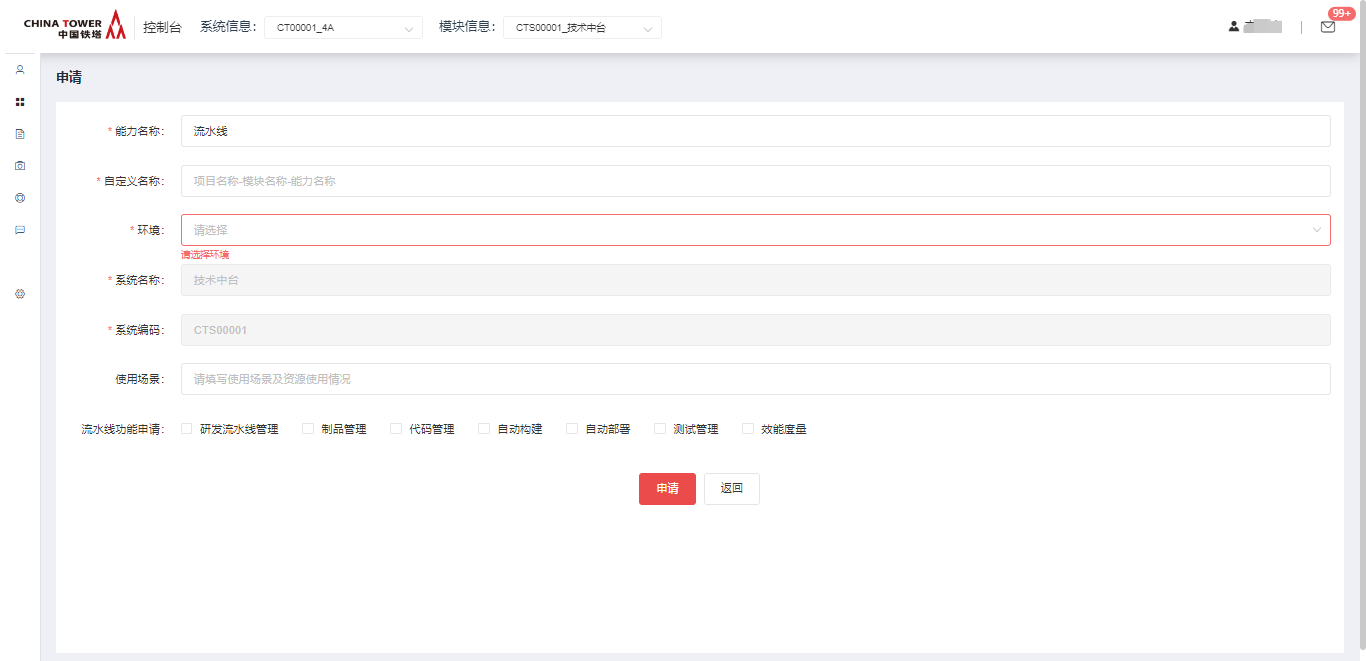 CHINA TOWER
中国铁塔
控制台 系统信息： CT00001_4A 模块信息： CTS00001_技术中台 99+
申请
* 能力名称： 流水线
* 自定义名称： 项目名称-模块名称-能力名称
* 环境： 请选择
请选择环境
* 系统名称： 技术中台
* 系统编码： CTS00001
使用场景： 请填写使用场景及资源使用情况
流水线功能申请： 研发流水线管理 制品管理 代码管理 自动构建 自动部署 测试管理 效能度量
申请 返回